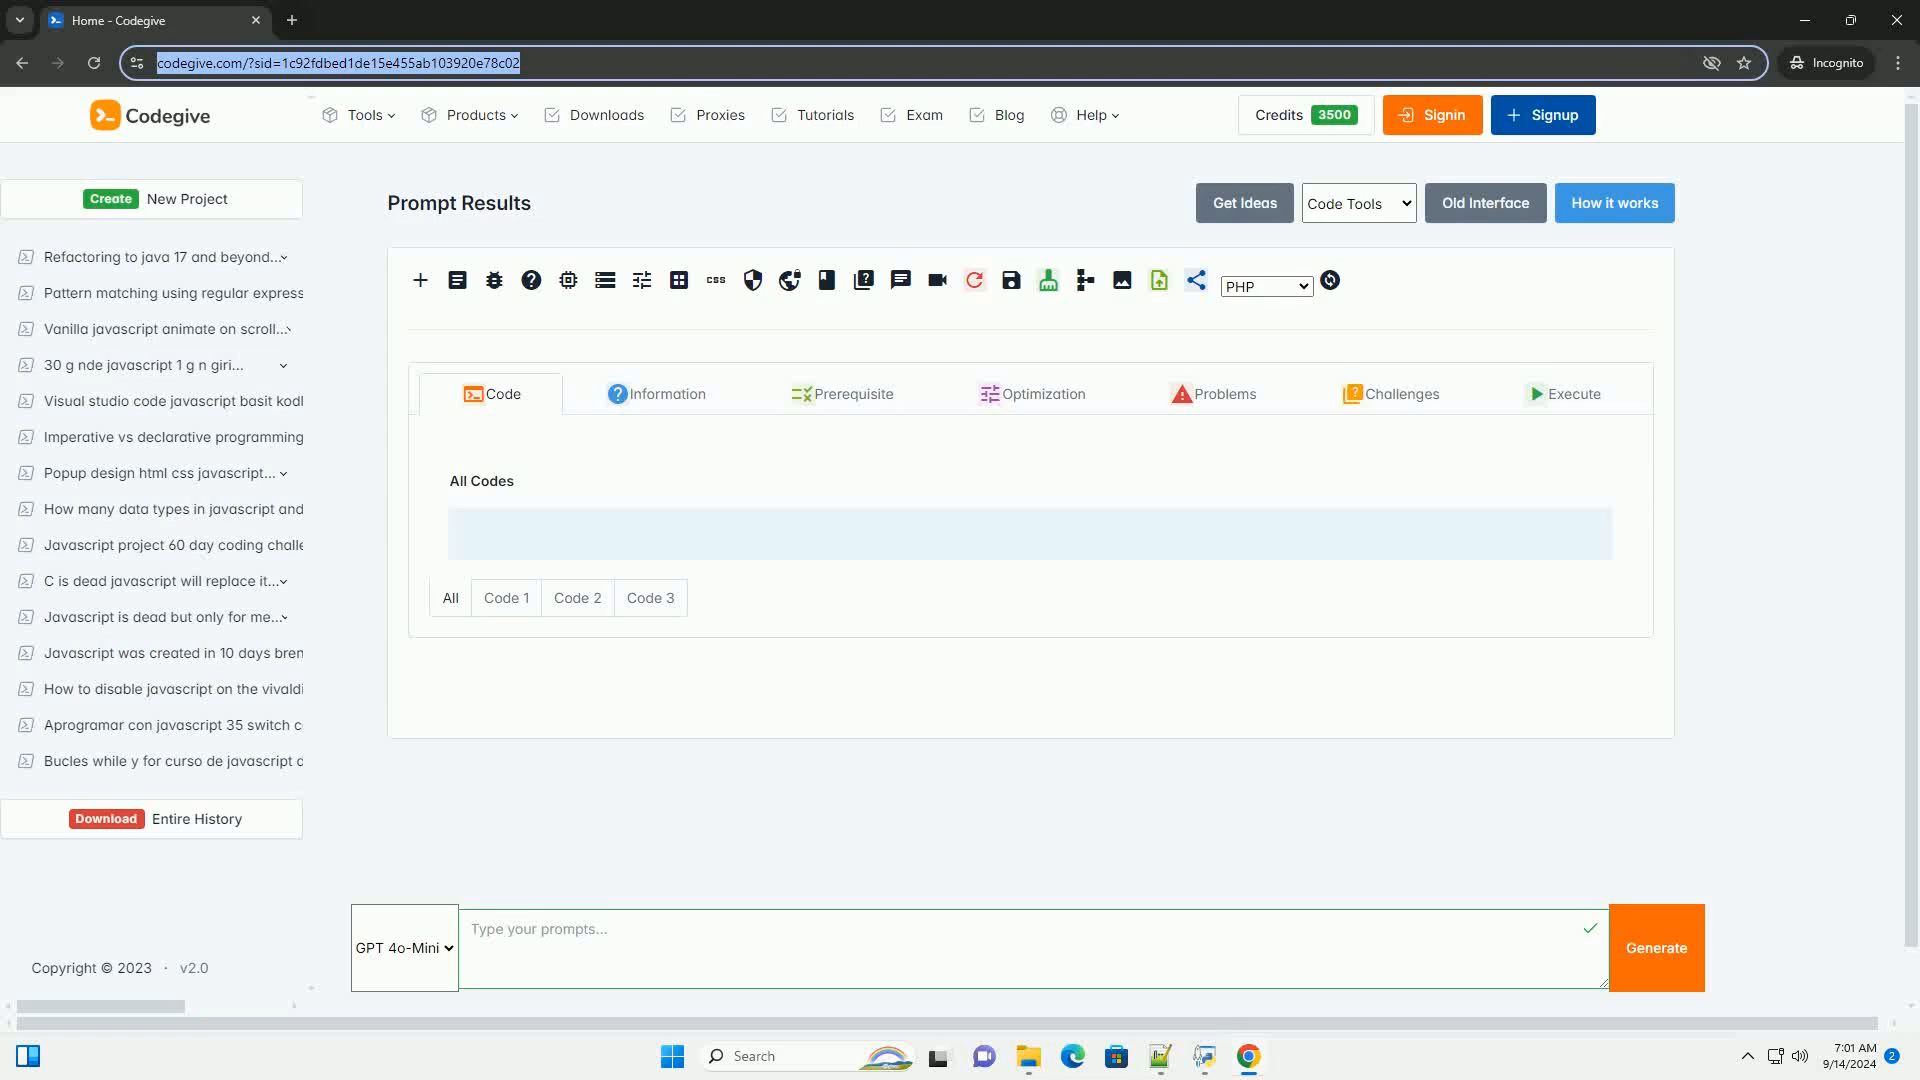 Home - Codegive
codegive.com/?sid=1c92fdbed1de15e455ab103920e78c02
Incognito
Codegive
Tools
Products
Downloads
Proxies
Tutorials
Exam
Blog
Help
Credits 3500
Signin
Signup
Create New Project
Prompt Results
Get Ideas
Code Tools
Old Interface
How it works
Refactoring to java 17 and beyond...
Pattern matching using regular express
Vanilla javascript animate on scroll...
30 g nde javascript 1 g n giri...
Visual studio code javascript basit kodl
Imperative vs declarative programming
Popup design html css javascript...
How many data types in javascript and
Javascript project 60 day coding challe
C is dead javascript will replace it...
Javascript is dead but only for me...
Javascript was created in 10 days bren
How to disable javascript on the vivaldi
Aprogramar con javascript 35 switch c
Bucles while y for curso de javascript d
Download Entire History
Copyright © 2023 · v2.0
css
PHP
Code
Information
Prerequisite
Optimization
Problems
Challenges
Execute
All Codes
All
Code 1
Code 2
Code 3
GPT 4o-Mini
Type your prompts...
Generate
Search
7:01 AM
9/14/2024
2